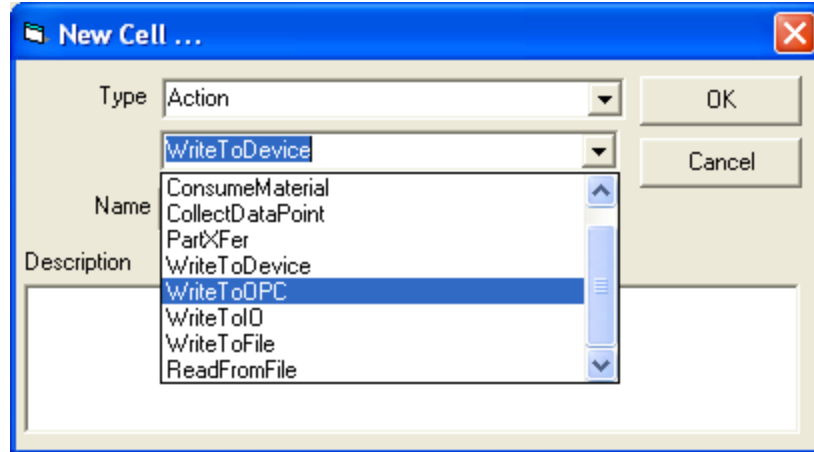 New Cell ...
Type
Action
OK
WriteToDevice
Cancel
Name
ConsumeMaterial
CollectDataPoint
PartXFer
Description
WriteToDevice
WriteToOPC
WriteToIO
WriteToFile
ReadFromFile